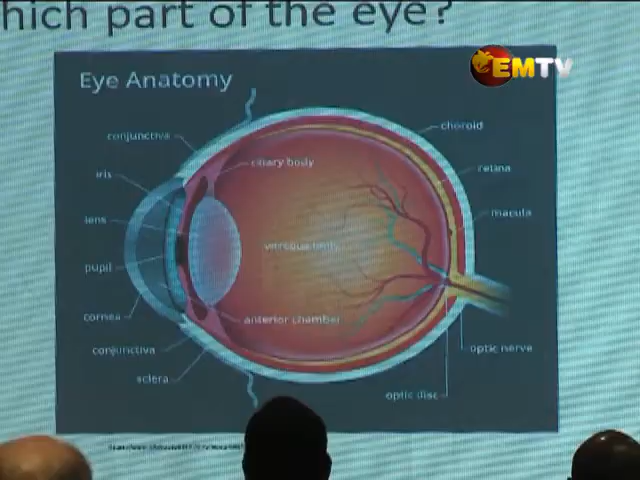 hich part of the eye?
EMTV
Eye Anatomy
conjunctiva
choroid
ciliary body
iris
retina
lens
macula
vitreous body
pupil
cornea
anterior chamber
conjunctiva
optic nerve
sclera
optic disc